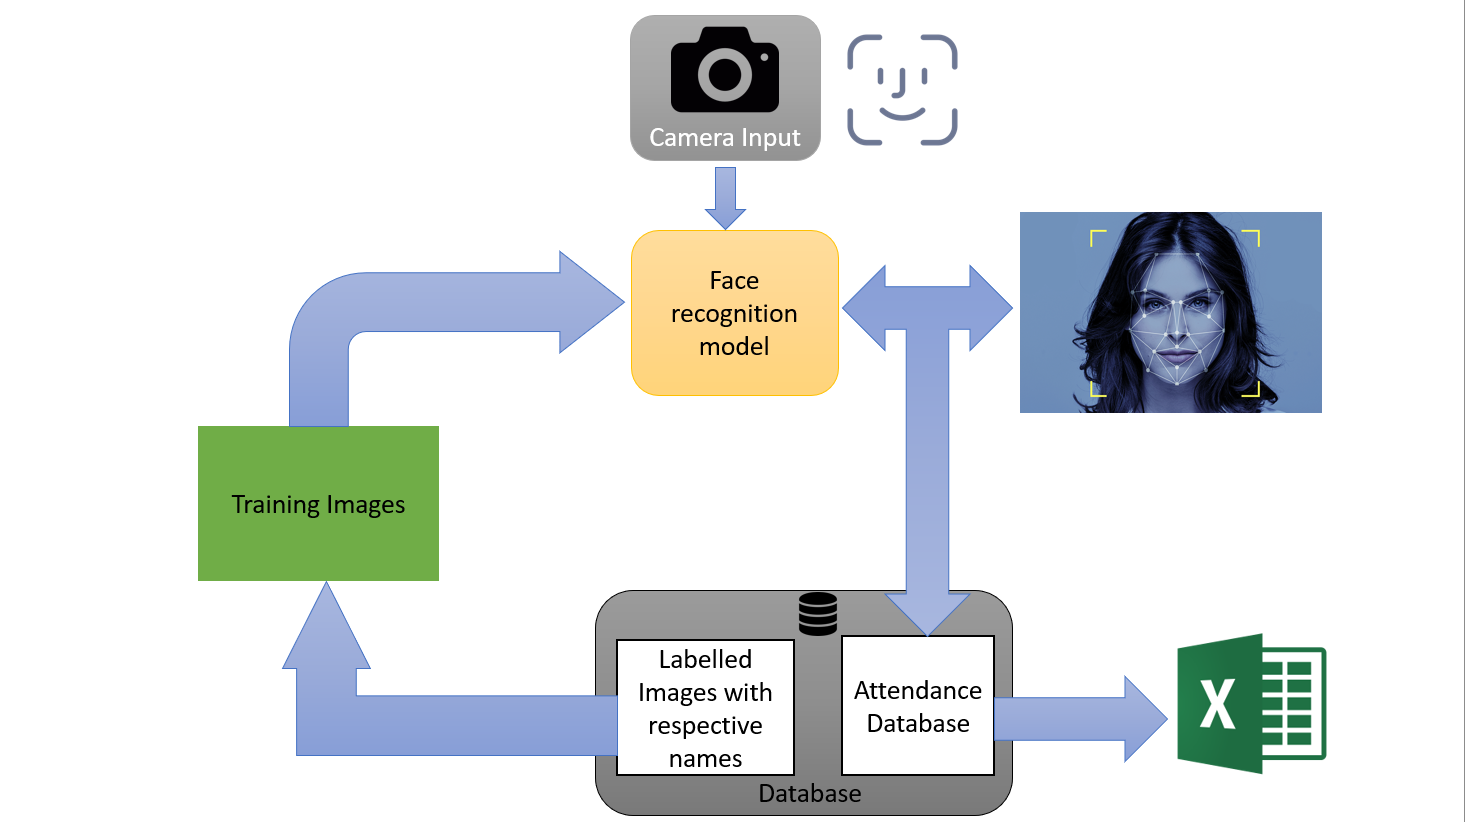 Camera Input
Face
recognition
model
Training Images
Labelled
Images with
respective
names
Attendance
Database
X
Database